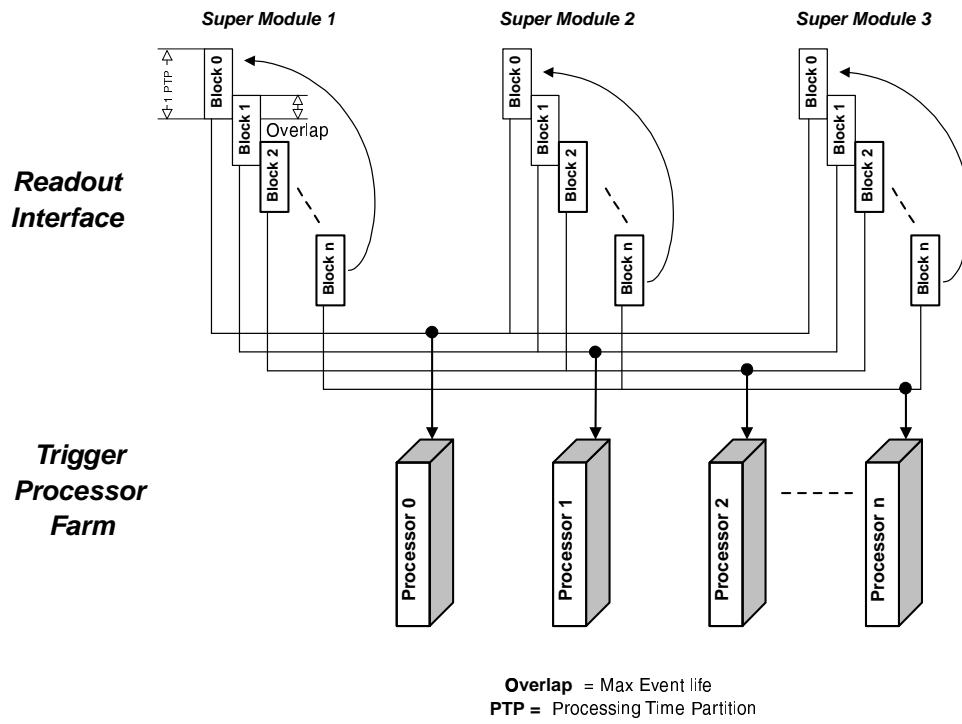 Super Module 1
Super Module 2
Super Module 3
1 PTP
Block 0
Block 1
Overlap
Block 2
Block n
Block 0
Block 1
Block 2
Block n
Block 0
Block 1
Block 2
Block n
Readout
Interface
Trigger
Processor
Farm
Processor 0
Processor 1
Processor 2
Processor n
Overlap = Max Event life
PTP = Processing Time Partition